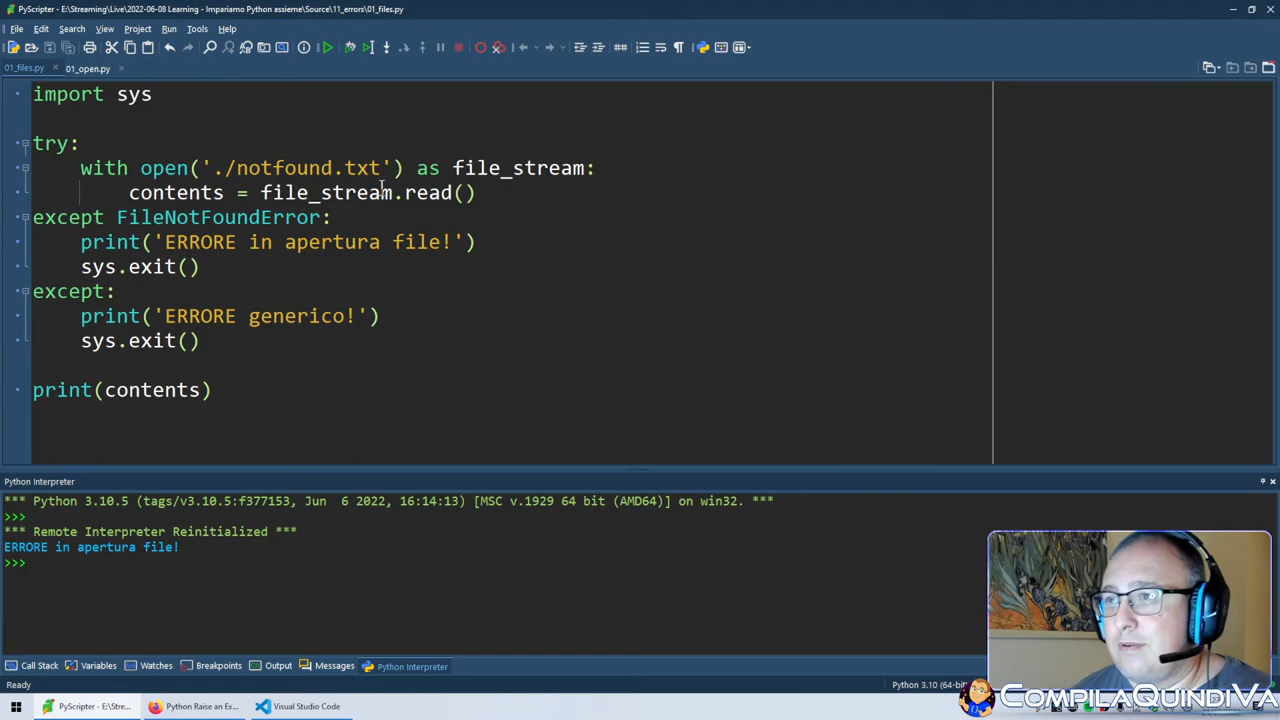 PyScripter - E:\Streaming\Live\2022-06-08 Learning - Impariamo Python assieme\Source\11_errors\01_files.py
File Edit Search View Project Run Tools Help
01_files.py × 01_open.py ×
import sys
try:
with open('./notfound.txt') as file_stream:
contents = file_stream.read()
except FileNotFoundError:
print('ERRORE in apertura file!')
sys.exit()
except:
print('ERRORE generico!')
sys.exit()
print(contents)
Python Interpreter
*** Python 3.10.5 (tags/v3.10.5:f377153, Jun 6 2022, 16:14:13) [MSC v.1929 64 bit (AMD64)] on win32. ***
>>>
*** Remote Interpreter Reinitialized ***
ERRORE in apertura file!
>>>
Call Stack Variables Watches Breakpoints Output Messages Python Interpreter
Ready Python 3.10 (64-bit
PyScripter - E:\Stre... Python Raise an Ex... Visual Studio Code
COMPILAQUINDIVA